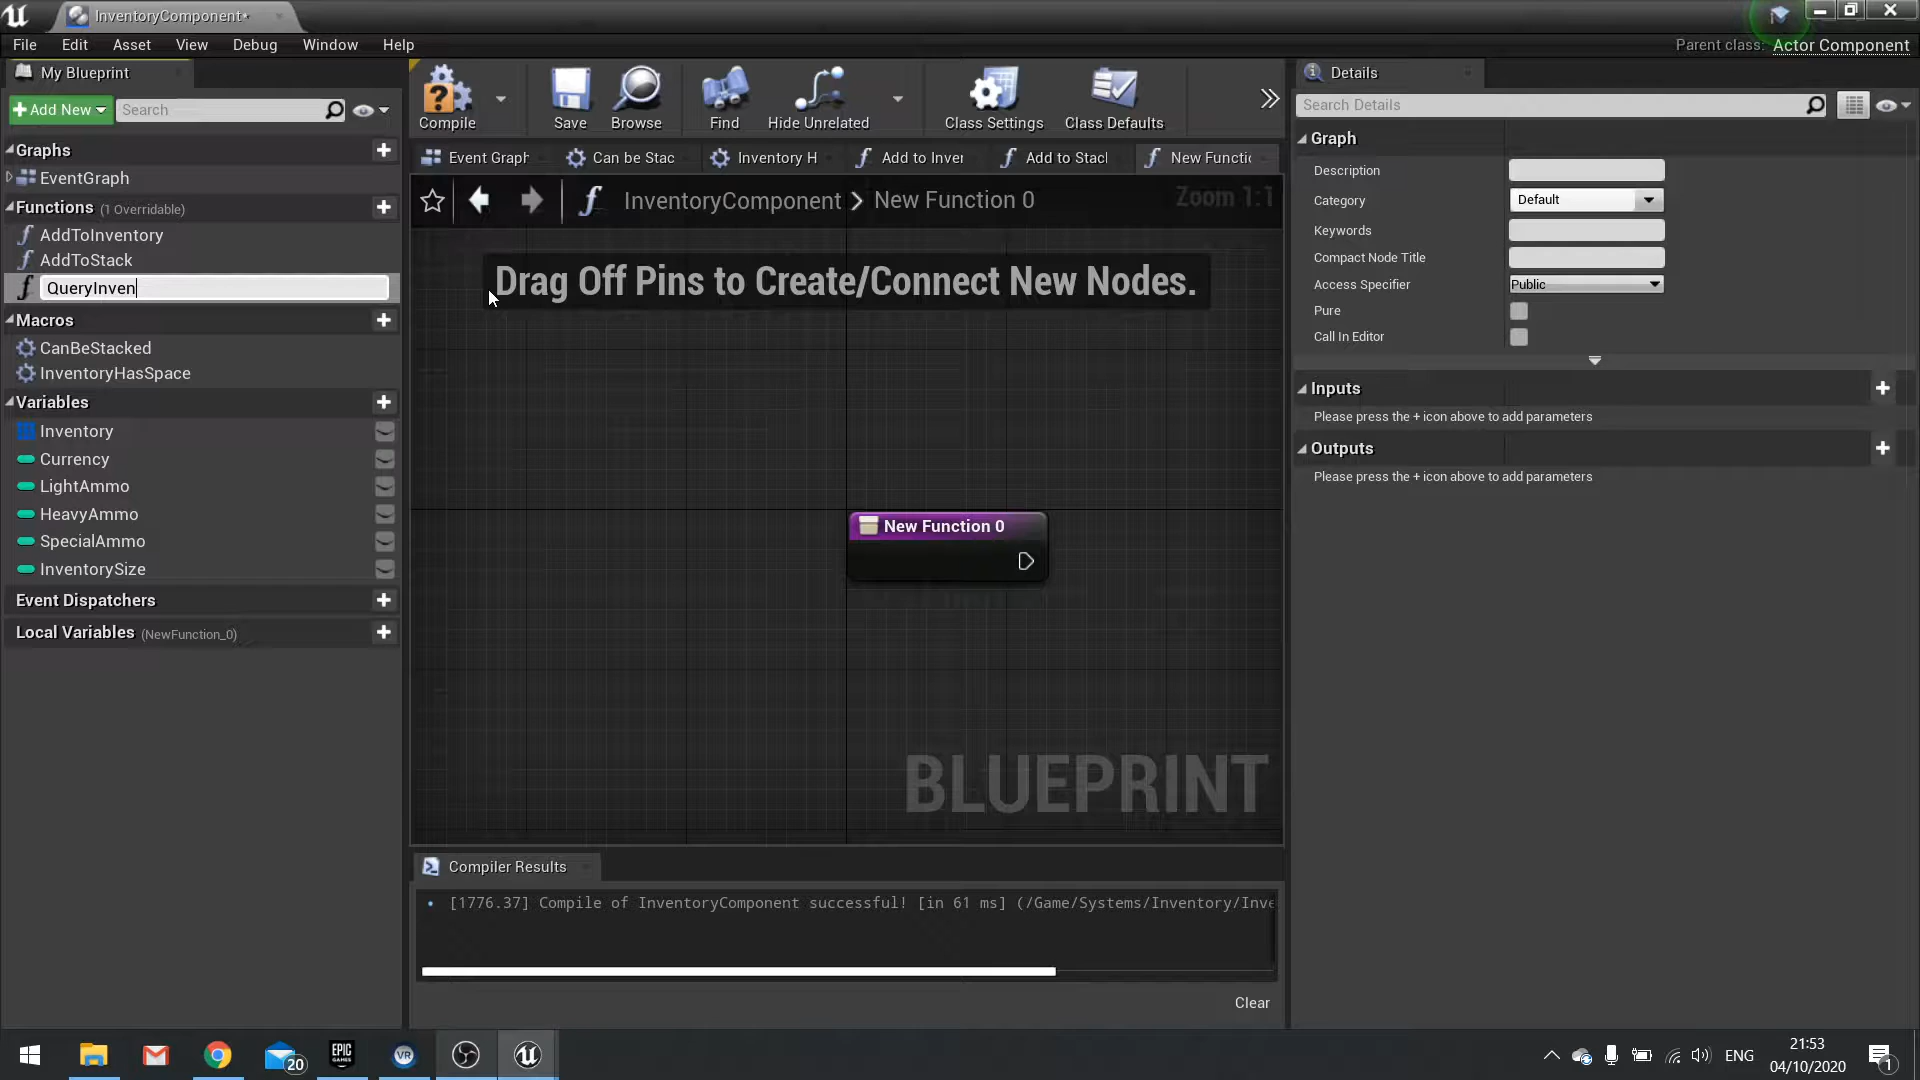 InventoryComponent*
File Edit Asset View Debug Window Help
Parent class: Actor Component
My Blueprint
Add New
Search
Graphs
EventGraph
Functions (1 Overridable)
AddToInventory
AddToStack
QueryInven
Macros
CanBeStacked
InventoryHasSpace
Variables
Inventory
Currency
LightAmmo
HeavyAmmo
SpecialAmmo
InventorySize
Event Dispatchers
Local Variables (NewFunction_0)
Compile Save Browse Find Hide Unrelated Class Settings Class Defaults
Event Graph Can be Stac Inventory H Add to Inver Add to Stacl New Functio
InventoryComponent > New Function 0
Zoom 1:1
Drag Off Pins to Create/Connect New Nodes.
New Function 0
BLUEPRINT
Compiler Results
[1776.37] Compile of InventoryComponent successful! [in 61 ms] (/Game/Systems/Inventory/Inve
Clear
Details
Search Details
Graph
Description
Category Default
Keywords
Compact Node Title
Access Specifier Public
Pure
Call In Editor
Inputs
Please press the + icon above to add parameters
Outputs
Please press the + icon above to add parameters
20
EPIC
GAMES
VR
ENG
21:53
04/10/2020
1